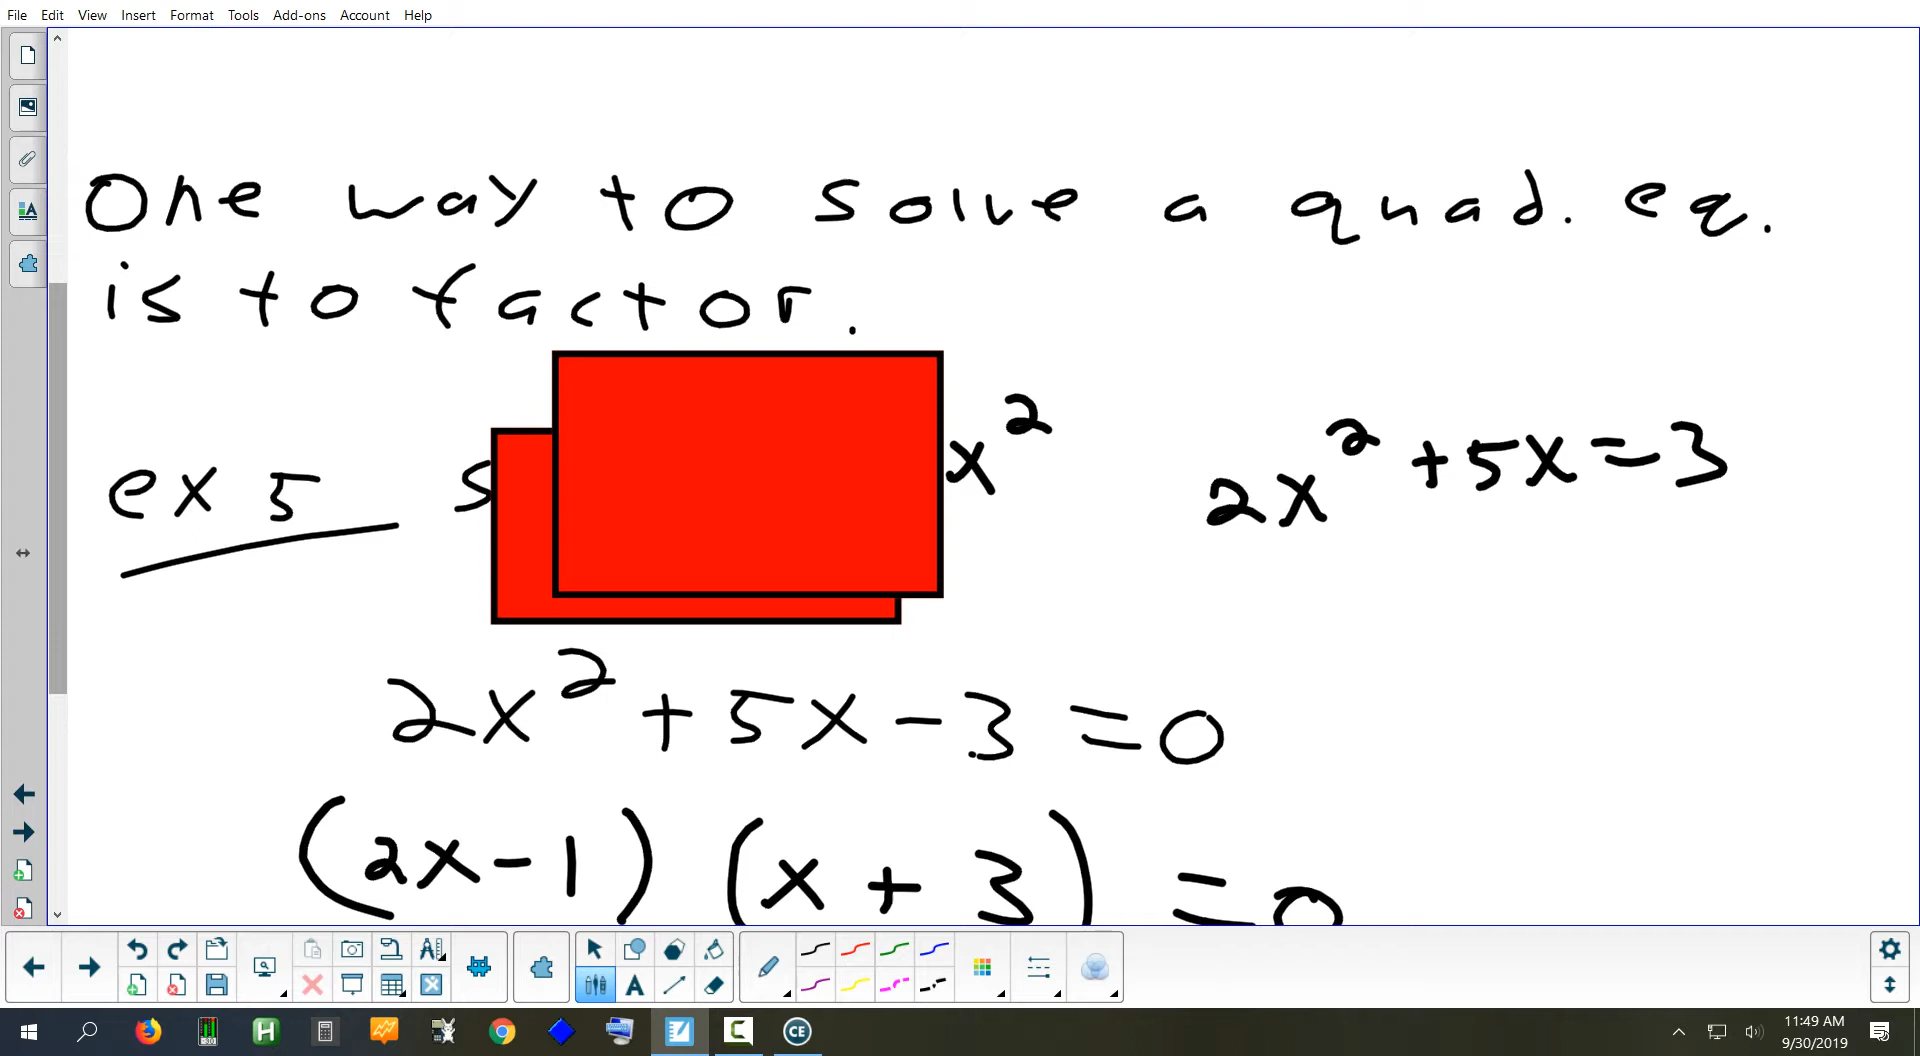 File Edit View Insert Format Tools Add-ons Account Help
One way to solve a quad. eq.
is to factor.
ex 5 s x² 2x² +5x=3
2x² + 5x - 3 = 0
(2x - 1) (x + 3) = 0
11:49 AM
9/30/2019